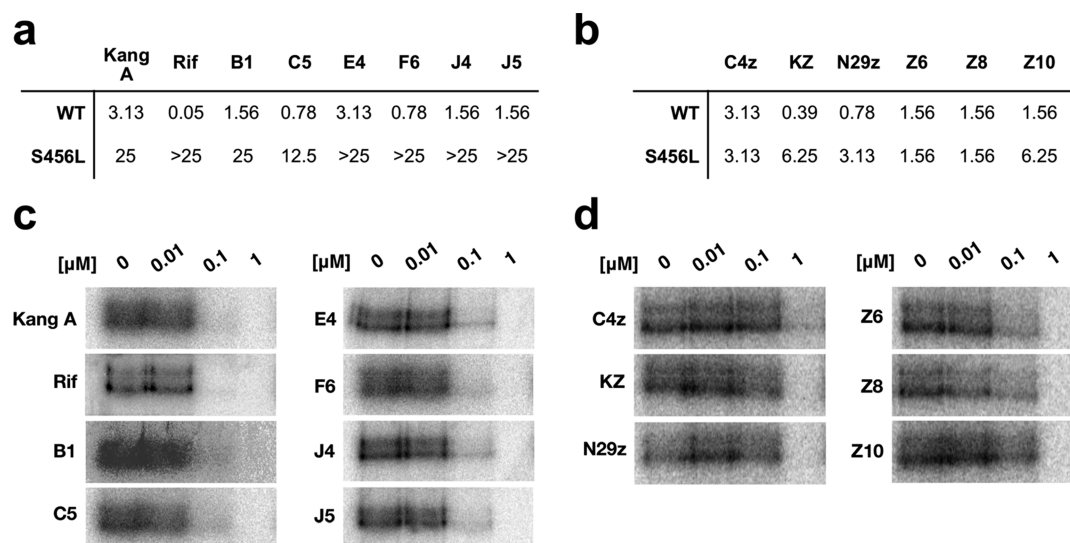 a
Kang A Rif B1 C5 E4 F6 J4 J5
WT 3.13 0.05 1.56 0.78 3.13 0.78 1.56 1.56
S456L 25 >25 25 12.5 >25 >25 >25 >25
b
C4z KZ N29z Z6 Z8 Z10
WT 3.13 0.39 0.78 1.56 1.56 1.56
S456L 3.13 6.25 3.13 1.56 1.56 6.25
c
[µM] 0 0.01 0.1 1
Kang A
Rif
B1
C5
[µM] 0 0.01 0.1 1
E4
F6
J4
J5
d
[µM] 0 0.01 0.1 1
C4z
KZ
N29z
[µM] 0 0.01 0.1 1
Z6
Z8
Z10